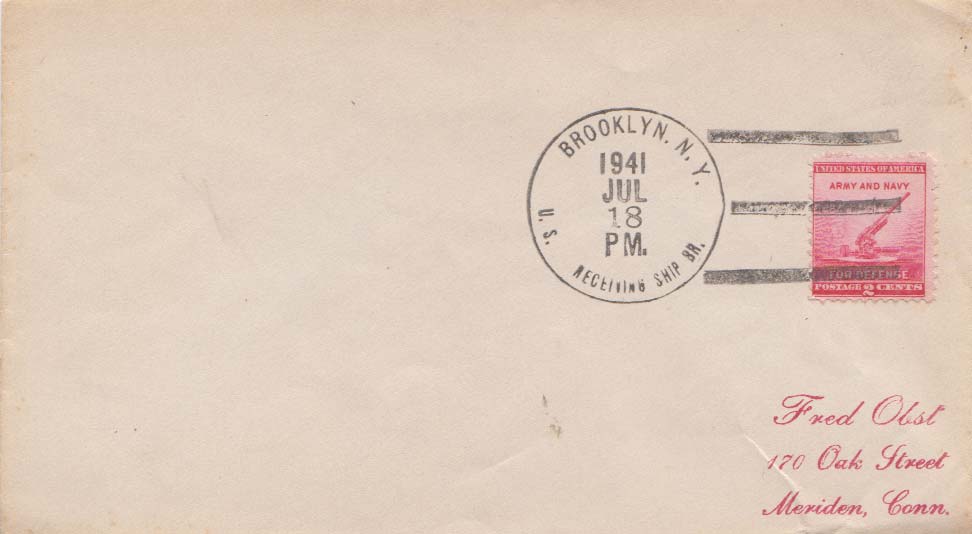 BROOKLYN, N.Y.
1941
JUL
18
PM.
U.S. RECEIVING SHIP BR.
UNITED STATES OF AMERICA
ARMY AND NAVY
FOR DEFENSE
POSTAGE 2 CENTS
Fred Obst
170 Oak Street
Meriden, Conn.